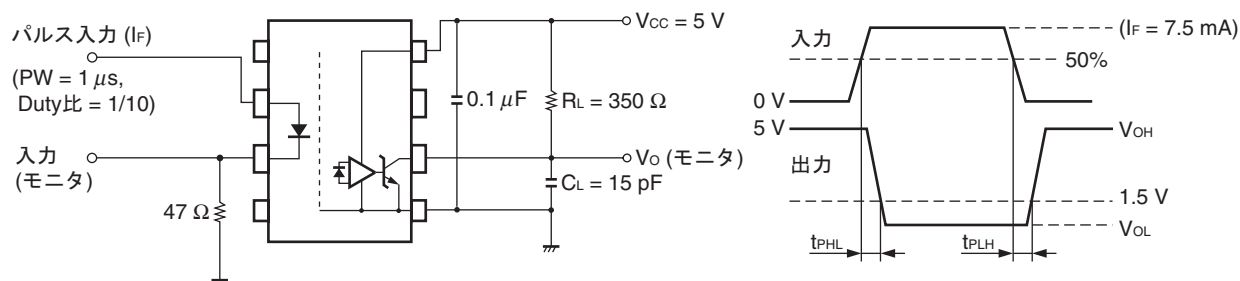 パルス入力 (IF)
(PW = 1 μs,
Duty比 = 1/10)
入力
(モニタ)
47 Ω
VCC = 5 V
0.1 μF
RL = 350 Ω
VO (モニタ)
CL = 15 pF
入力
(IF = 7.5 mA)
50%
0 V
5 V
VOH
出力
1.5 V
VOL
tPHL
tPLH